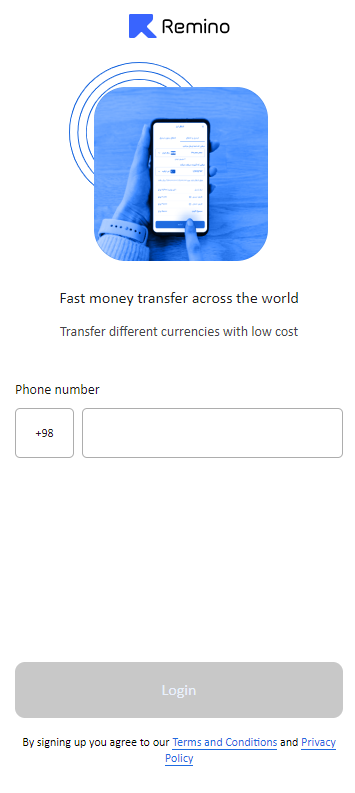 Remino
Fast money transfer across the world
Transfer different currencies with low cost
Phone number
+98
Login
By signing up you agree to our Terms and Conditions and Privacy
Policy